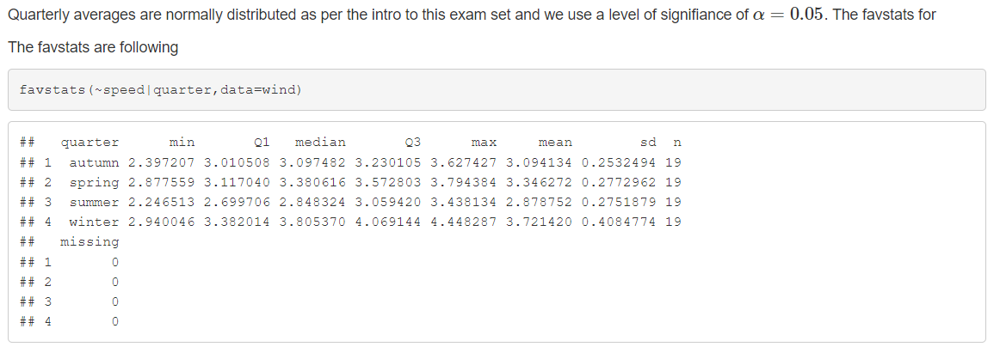 Quarterly averages are normally distributed as per the intro to this exam set and we use a level of signifiance of α = 0.05. The favstats for
The favstats are following
favstats(~speed|quarter,data=wind)
##   quarter      min       Q1   median       Q3      max     mean        sd  n
## 1  autumn 2.397207 3.010508 3.097482 3.230105 3.627427 3.094134 0.2532494 19
## 2  spring 2.877559 3.117040 3.380616 3.572803 3.794384 3.346272 0.2772962 19
## 3  summer 2.246513 2.699706 2.848324 3.059420 3.438134 2.878752 0.2751879 19
## 4  winter 2.940046 3.382014 3.805370 4.069144 4.448287 3.721420 0.4084774 19
##   missing
## 1       0
## 2       0
## 3       0
## 4       0